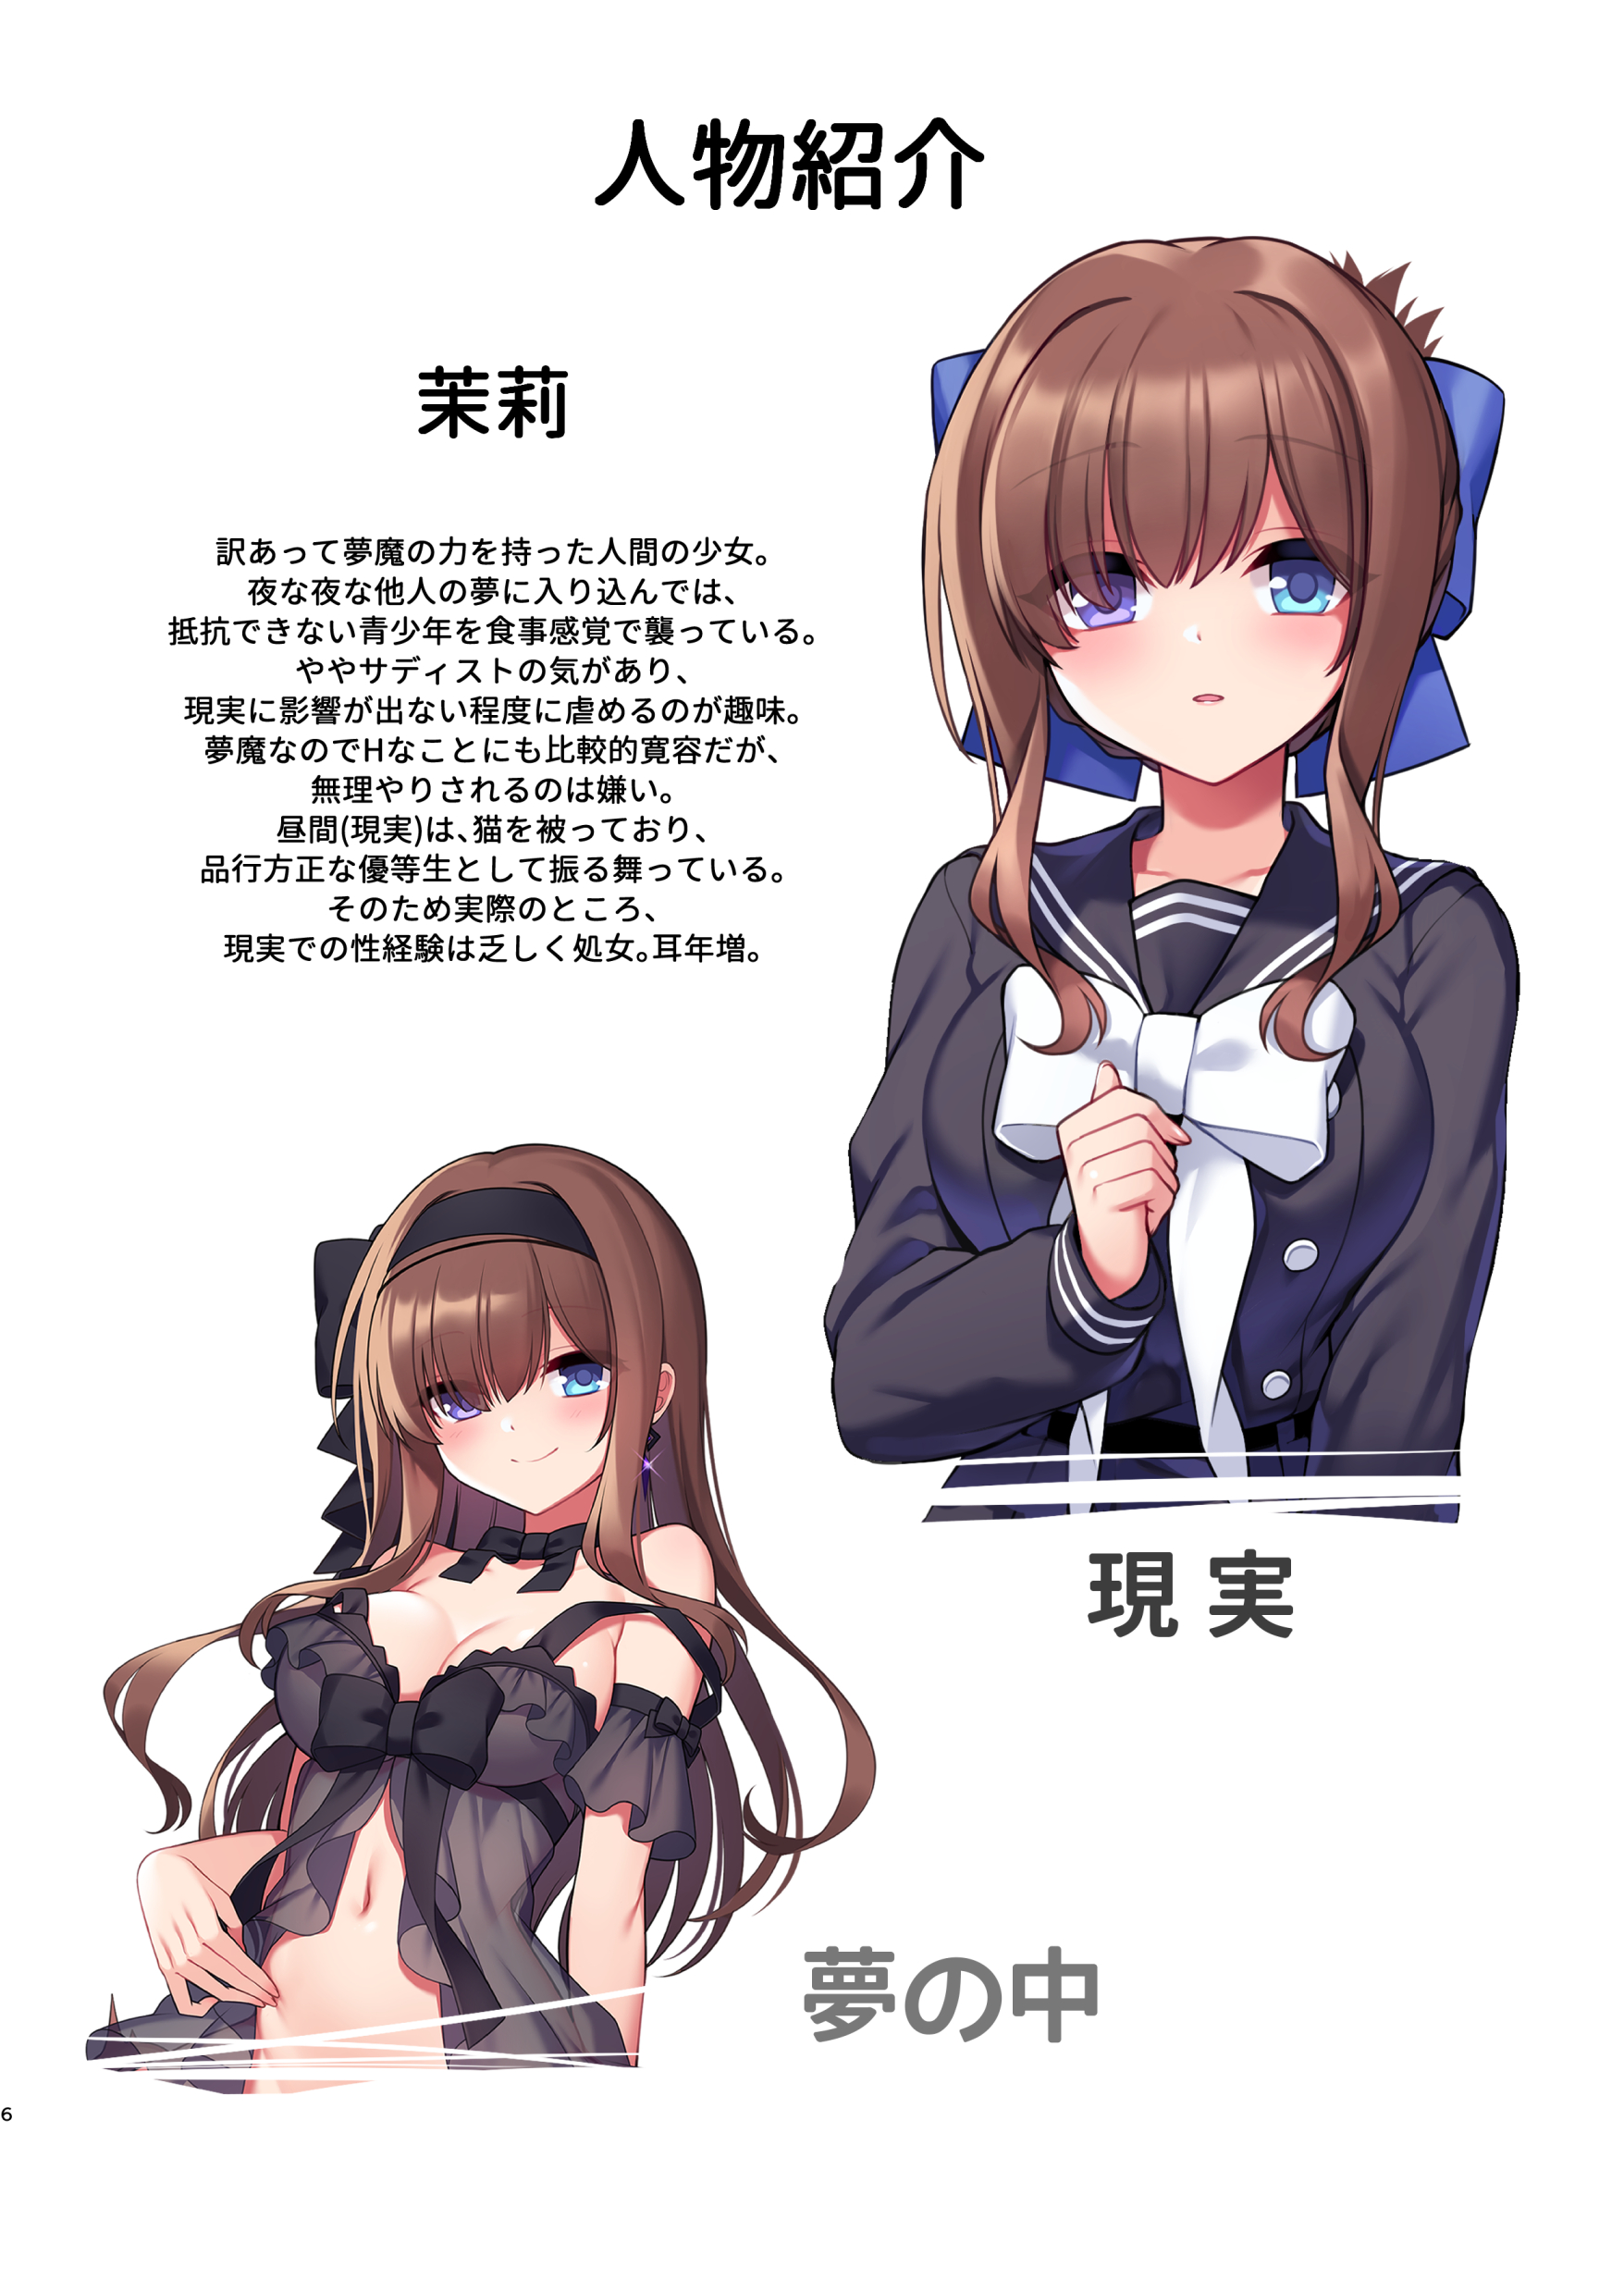 人物紹介
茉莉
訳あって夢魔の力を持った人間の少女。
夜な夜な他人の夢に入り込んでは、
抵抗できない青少年を食事感覚で襲っている。
ややサディストの気があり、
現実に影響が出ない程度に虐めるのが趣味。
夢魔なのでHなことにも比較的寛容だが、
無理やりされるのは嫌い。
昼間(現実)は、猫を被っており、
品行方正な優等生として振る舞っている。
そのため実際のところ、
現実での性経験は乏しく処女。耳年増。
現実
夢の中
6